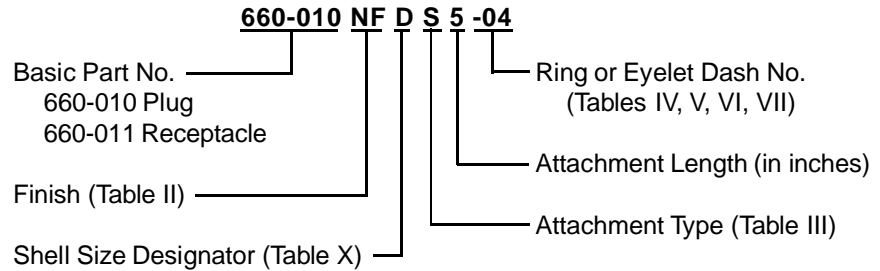 660-010 NF D S 5 -04
Basic Part No.
660-010 Plug
660-011 Receptacle
Finish (Table II)
Shell Size Designator (Table X)
Ring or Eyelet Dash No.
(Tables IV, V, VI, VII)
Attachment Length (in inches)
Attachment Type (Table III)